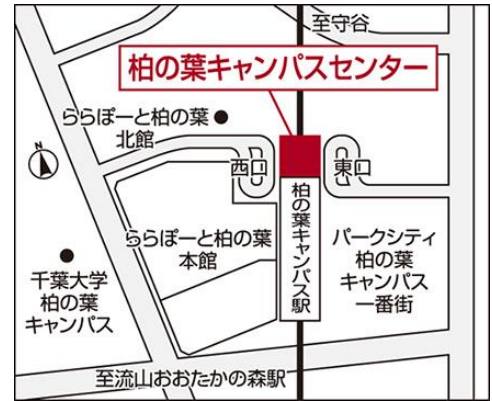 至守谷
柏の葉キャンパスセンター
ららぽーと柏の葉
北館
N
西口
東口
柏の葉キャンパス駅
ららぽーと柏の葉
本館
パークシティ
柏の葉
キャンパス
一番街
千葉大学
柏の葉
キャンパス
至流山おおたかの森駅